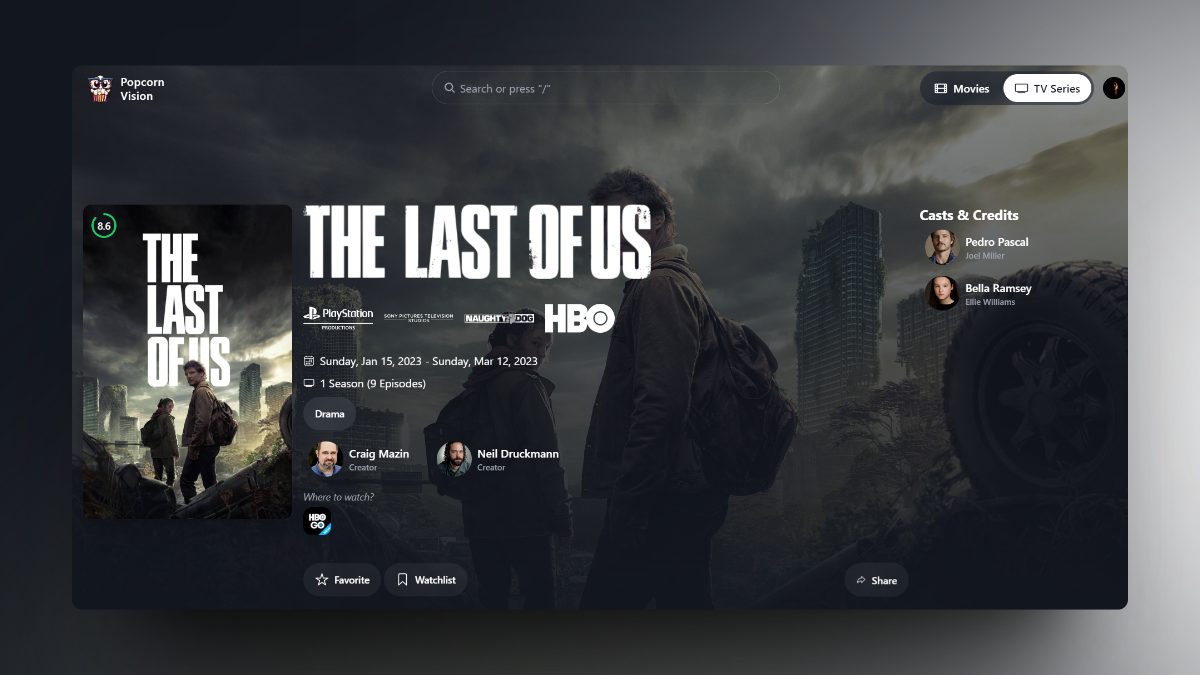 Popcorn
Vision
Search or press "/"
Movies
TV Series
8.6
THE
LAST
OF US
THE LAST OF US
PlayStation
PRODUCTIONS
SONY PICTURES TELEVISION
STUDIOS
NAUGHTY DOG
HBO
Sunday, Jan 15, 2023 - Sunday, Mar 12, 2023
1 Season (9 Episodes)
Drama
Craig Mazin
Creator
Neil Druckmann
Creator
Where to watch?
HBO
GO
Favorite
Watchlist
Share
Casts & Credits
Pedro Pascal
Joel Miller
Bella Ramsey
Ellie Williams